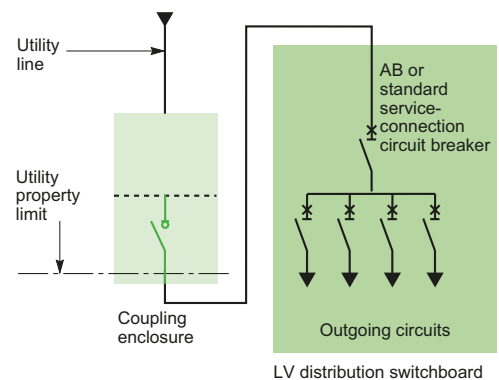 Utility
line
AB or
standard
service-
connection
circuit breaker
Utility
property
limit
Coupling
enclosure
Outgoing circuits
LV distribution switchboard